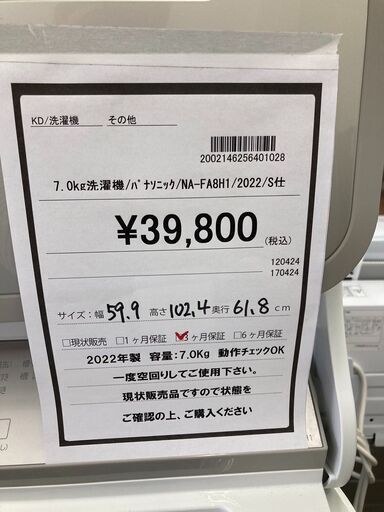 KD/洗濯機 その他
2002146256401028
7.0kg洗濯機/ﾊﾟﾅｿﾆｯｸ/NA-FA8H1/2022/S仕
¥39,800
(税込)
120424
170424
サイズ:幅 59.9 高さ 102.4 奥行 61.8 cm
□現状販売 □1ヶ月保証 ヶ月保証 □6ヶ月保証
2022年製 容量:7.0Kg 動作チェックOK
一度空回りしてご使用下さい。
現状販売品ですので状態を
ご確認の上、ご購入ください